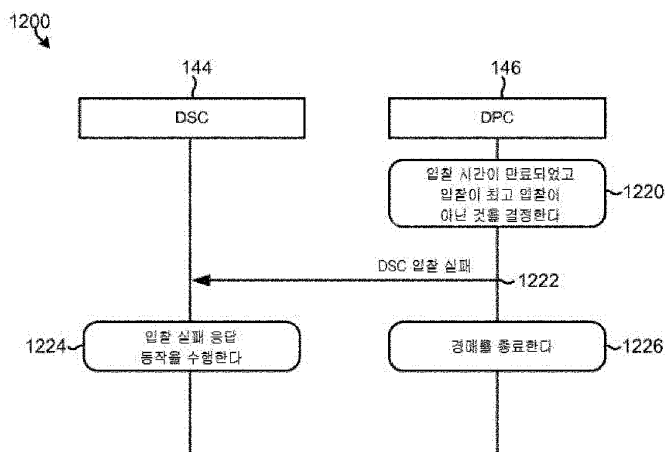 1200
144
146
DSC
DPC
입찰 시간이 만료되었고
입찰이 최고 입찰이
아닌 것을 결정한다
1220
DSC 입찰 실패
1222
1224
입찰 실패 응답
동작을 수행한다
경매를 종료한다
1226